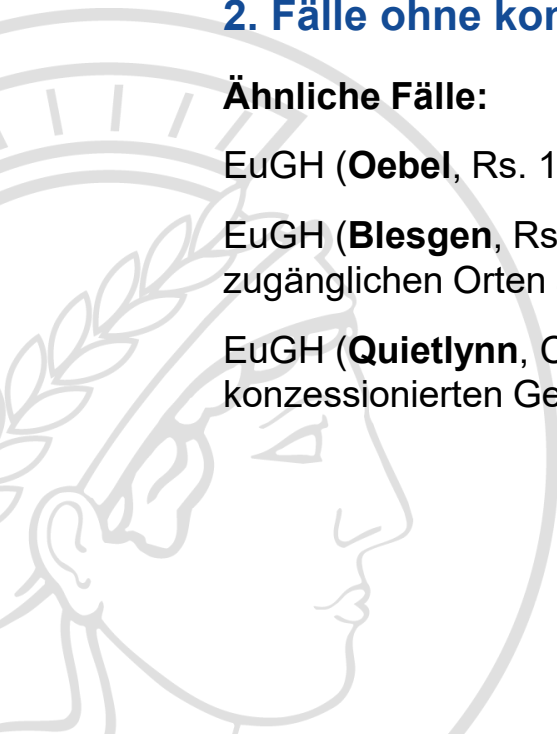 2. Fälle ohne kon
Ähnliche Fälle:
EuGH (Oebel, Rs. 1
EuGH (Blesgen, Rs
zugänglichen Orten
EuGH (Quietlynn, C
konzessionierten Ge